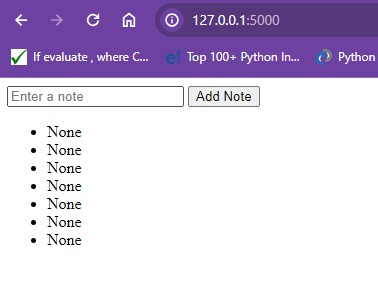 127.0.0.1:5000
If evaluate , where C... e! Top 100+ Python In... Python
Enter a note Add Note
None
None
None
None
None
None
None